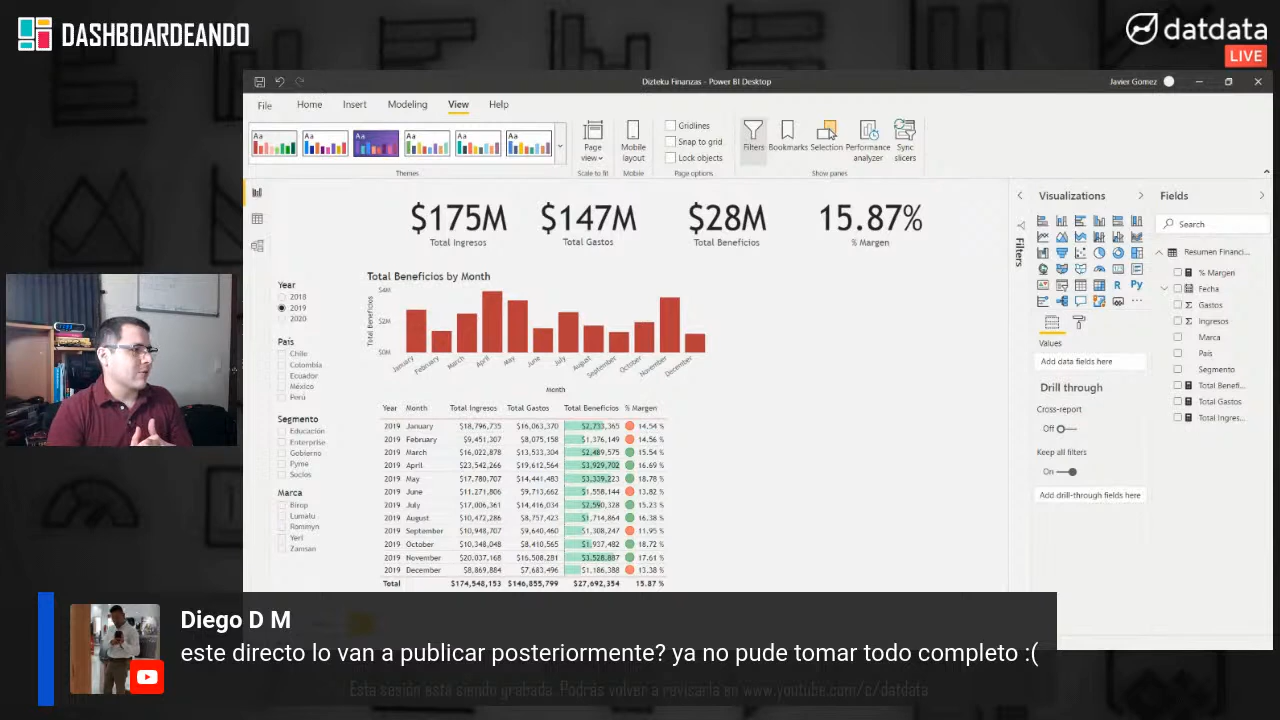 DASHBOARDEANDO
datdata
LIVE
Dizteku Finanzas - Power BI Desktop
Javier Gomez
File Home Insert Modeling View Help
Aa Aa Aa Aa Aa Aa
Themes
Page view
Scale to fit
Mobile layout
Mobile
Gridlines
Snap to grid
Lock objects
Page options
Filters
Bookmarks
Selection
Performance analyzer
Sync slicers
Show panes
$175M
Total Ingresos
$147M
Total Gastos
$28M
Total Beneficios
15.87%
% Margen
Year
2018
2019
2020
País
Chile
Colombia
Ecuador
México
Perú
Segmento
Educación
Enterprise
Gobierno
Pyme
Socios
Marca
Birop
Lumalu
Rommyn
Yeri
Zamsan
Total Beneficios by Month
Total Beneficios
$4M
$2M
$0M
January February March April May June July August September October November December
Month
Year Month Total Ingresos Total Gastos Total Beneficios % Margen
2019 January $18,796,735 $16,063,370 $2,733,365 14.54 %
2019 February $9,451,307 $8,075,158 $1,376,149 14.56 %
2019 March $16,022,878 $13,533,304 $2,489,575 15.54 %
2019 April $23,542,266 $19,612,564 $3,929,702 16.69 %
2019 May $17,780,707 $14,441,483 $3,339,223 18.78 %
2019 June $11,271,806 $9,713,662 $1,558,144 13.82 %
2019 July $17,006,361 $14,416,034 $2,590,328 15.23 %
2019 August $10,472,286 $8,757,423 $1,714,864 16.38 %
2019 September $10,948,707 $9,640,460 $1,308,247 11.95 %
2019 October $10,348,048 $8,410,565 $1,937,482 18.72 %
2019 November $20,037,168 $16,508,281 $3,528,887 17.61 %
2019 December $8,869,884 $7,683,496 $1,186,388 13.38 %
Total $174,548,153 $146,855,799 $27,692,354 15.87 %
Filters
Visualizations
R Py
Values
Add data fields here
Drill through
Cross-report
Off
Keep all filters
On
Add drill-through fields here
Fields
Search
Resumen Financi...
% Margen
Fecha
Gastos
Ingresos
Marca
País
Segmento
Total Benefi...
Total Gastos
Total Ingres...
Diego D M
este directo lo van a publicar posteriormente? ya no pude tomar todo completo :(
Esta sesión está siendo grabada. Podrás volver a revisarla en www.youtube.com/c/datdata